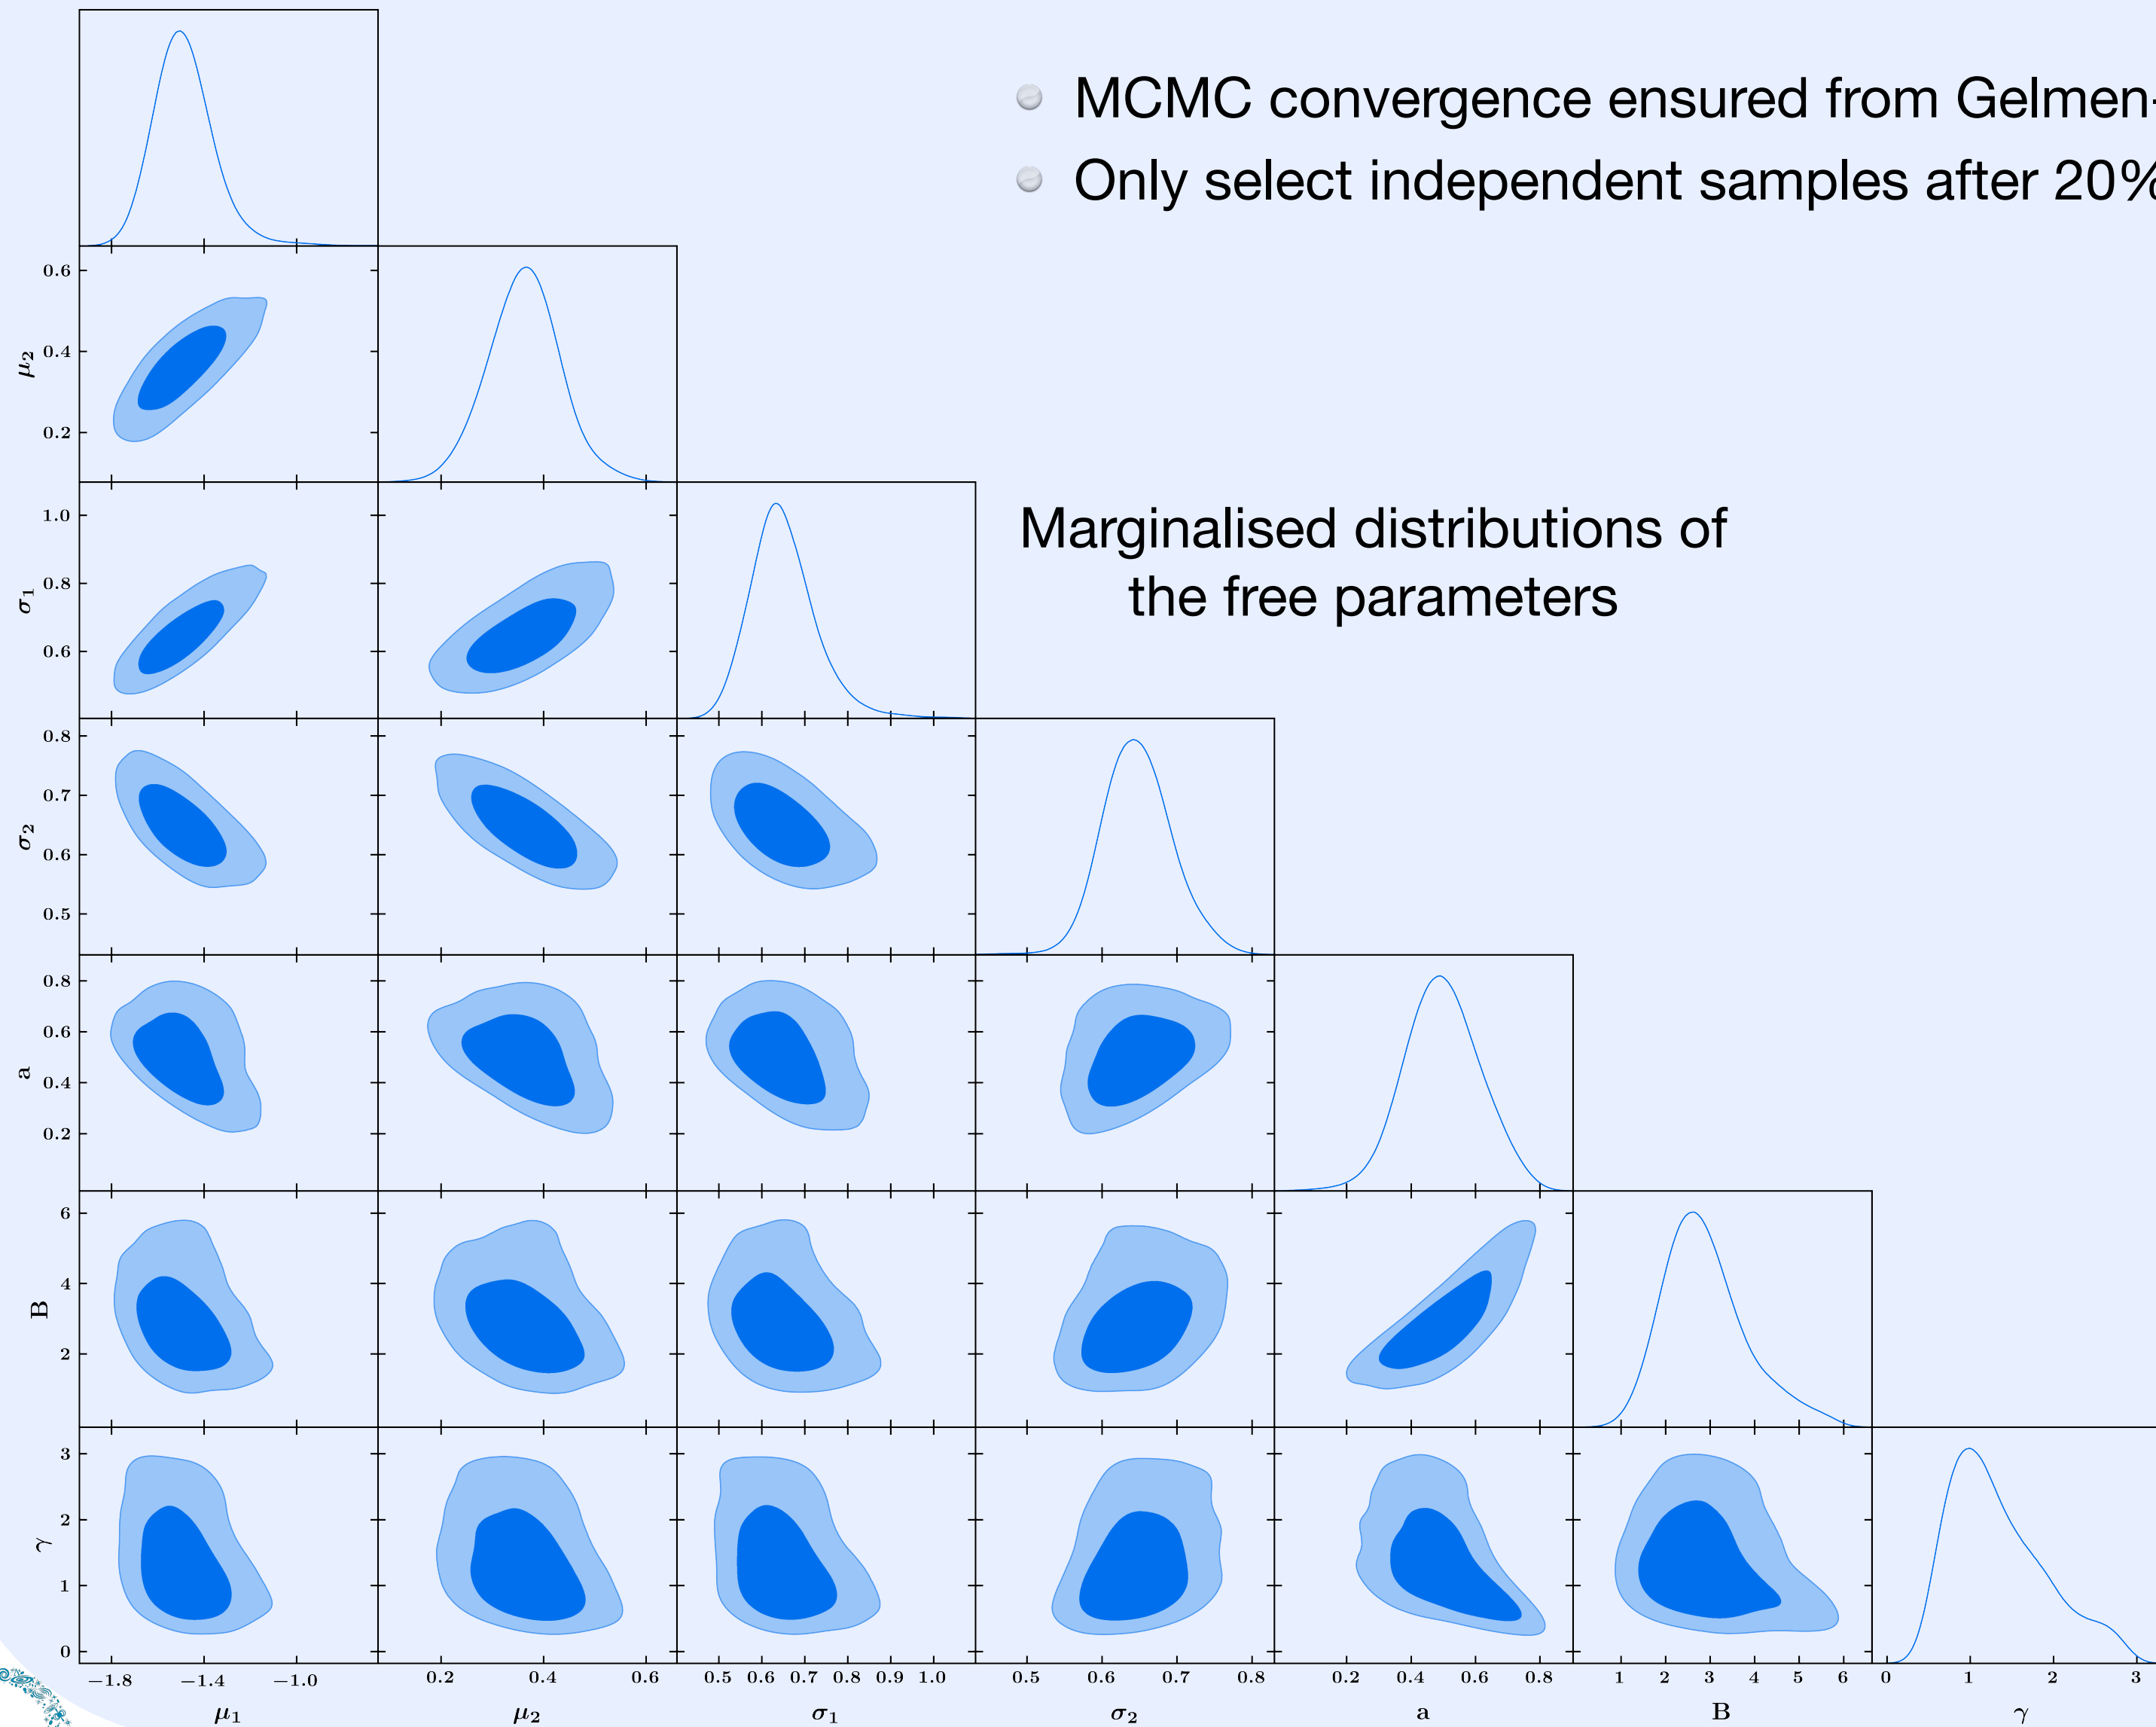 MCMC convergence ensured from Gelmen-
Only select independent samples after 20%
0.6
μ2 0.4
0.2
Marginalised distributions of
the free parameters
1.0
σ1 0.8
0.6
0.8
0.7
σ2 0.6
0.5
0.8
0.6
a 0.4
0.2
6
4
B
2
3
2
γ
1
0
−1.8 −1.4 −1.0 0.2 0.4 0.6 0.5 0.6 0.7 0.8 0.9 1.0 0.5 0.6 0.7 0.8 0.2 0.4 0.6 0.8 1 2 3 4 5 6 0 1 2 3
μ1 μ2 σ1 σ2 a B γ